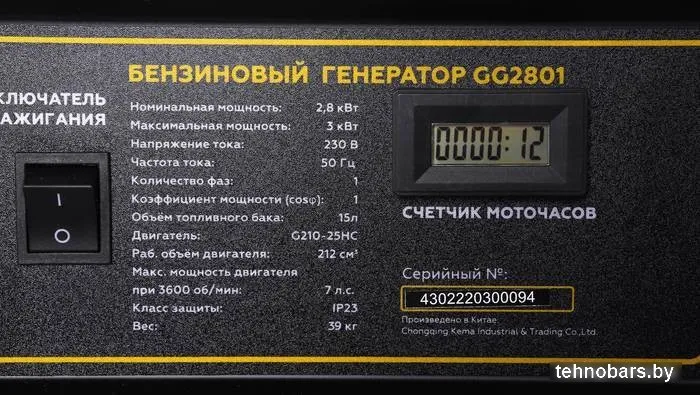 БЕНЗИНОВЫЙ ГЕНЕРАТОР GG2801
КЛЮЧАТЕЛЬ
АЖИГАНИЯ
Номинальная мощность: 2,8 кВт
Максимальная мощность: 3 кВт
Напряжение тока: 230 В
Частота тока: 50 Гц
Количество фаз: 1
Коэффициент мощности (cosφ): 1
Объём топливного бака: 15л
Двигатель: G210-25HC
Раб. объём двигателя: 212 см³
Макс. мощность двигателя
при 3600 об/мин: 7 л.с.
Класс защиты: IP23
Вес: 39 кг
0000:12
СЧЕТЧИК МОТОЧАСОВ
Серийный №:
4302220300094
Произведено в Китае.
Chongqing Kema Industrial & Trading Co.,Ltd.
tehnobars.by